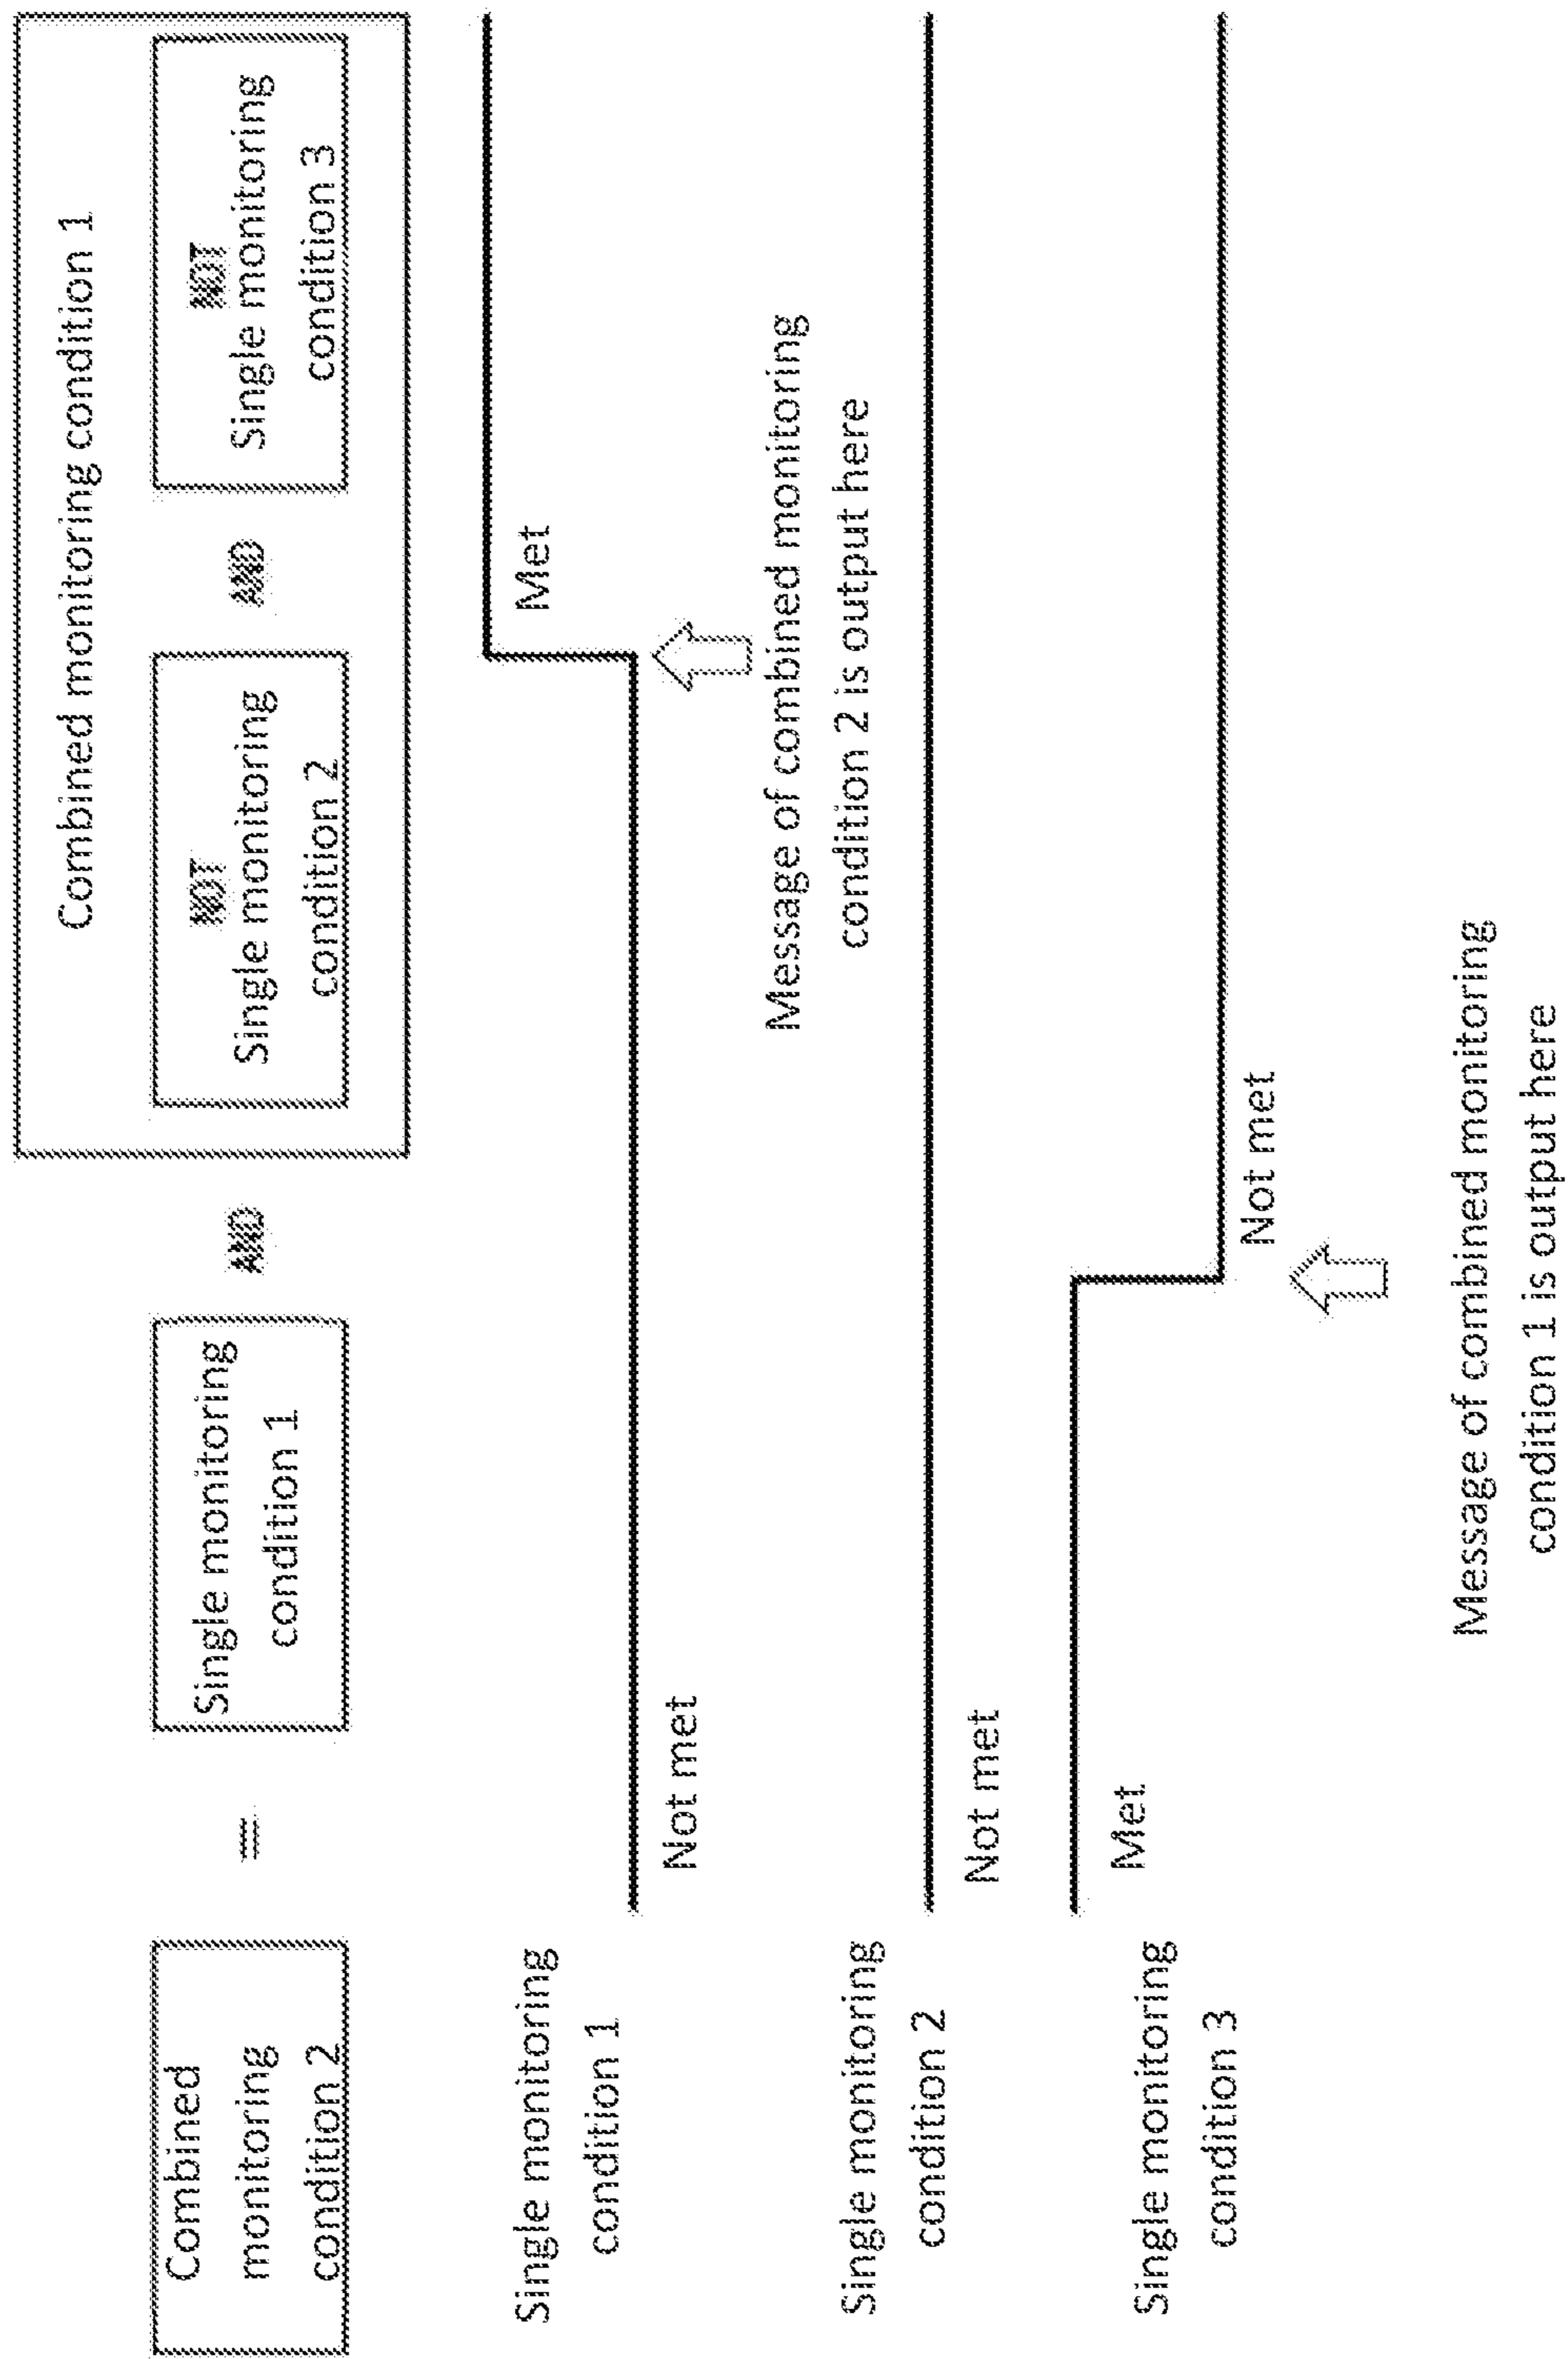 Combined
monitoring
condition 2
=
Single monitoring
condition 1
AND
Combined monitoring condition 1
NOT
Single monitoring
condition 2
AND
NOT
Single monitoring
condition 3
Single monitoring
condition 1
Not met
Met
Message of combined monitoring
condition 2 is output here
Single monitoring
condition 2
Not met
Single monitoring
condition 3
Met
Not met
Message of combined monitoring
condition 1 is output here